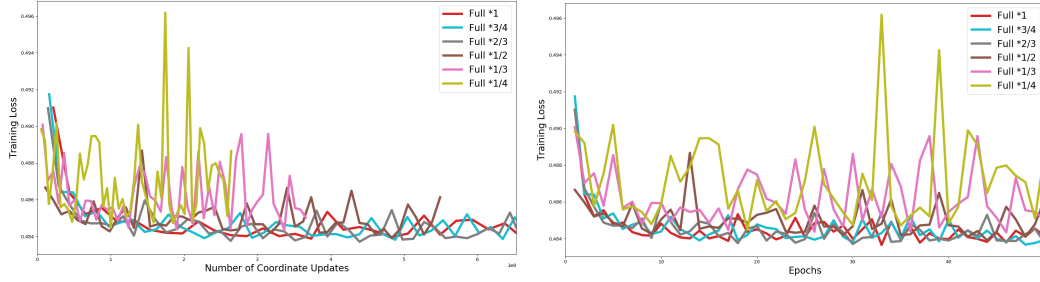 0.496
0.494
0.492
0.490
0.488
0.486
0.484
Training Loss
Full *1
Full *3/4
Full *2/3
Full *1/2
Full *1/3
Full *1/4
0 1 2 3 4 5 6
1e8
Number of Coordinate Updates
0.496
0.494
0.492
0.490
0.488
0.486
0.484
Training Loss
Full *1
Full *3/4
Full *2/3
Full *1/2
Full *1/3
Full *1/4
0 10 20 30 40
Epochs